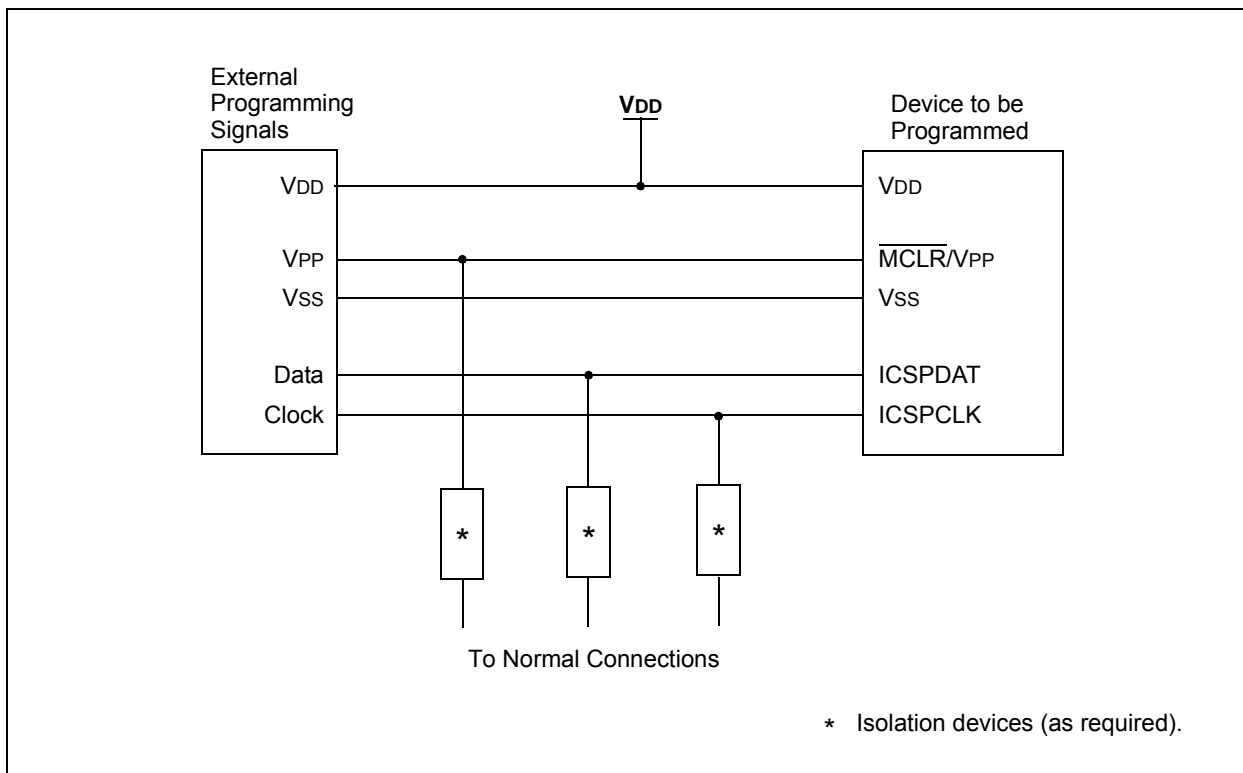 External
Programming
Signals
VDD
Device to be
Programmed
VDD
VDD
VPP
MCLR/VPP
VSS
VSS
Data
ICSPDAT
Clock
ICSPCLK
*
*
*
To Normal Connections
* Isolation devices (as required).